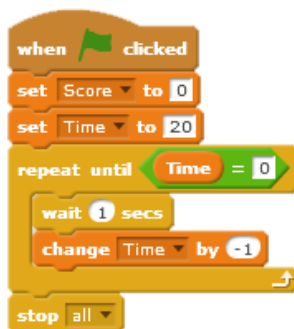 when clicked
set Score to 0
set Time to 20
repeat until Time = 0
wait 1 secs
change Time by -1
stop all